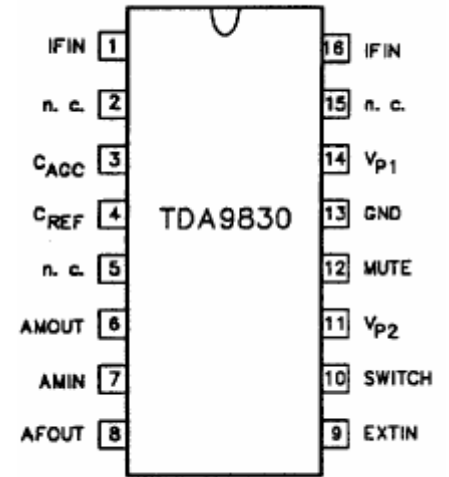 IFIN 1 16 IFIN
n. c. 2 15 n. c.
CAGC 3 14 VP1
CREF 4 TDA9830 13 GND
n. c. 5 12 MUTE
AMOUT 6 11 VP2
AMIN 7 10 SWITCH
AFOUT 8 9 EXTIN